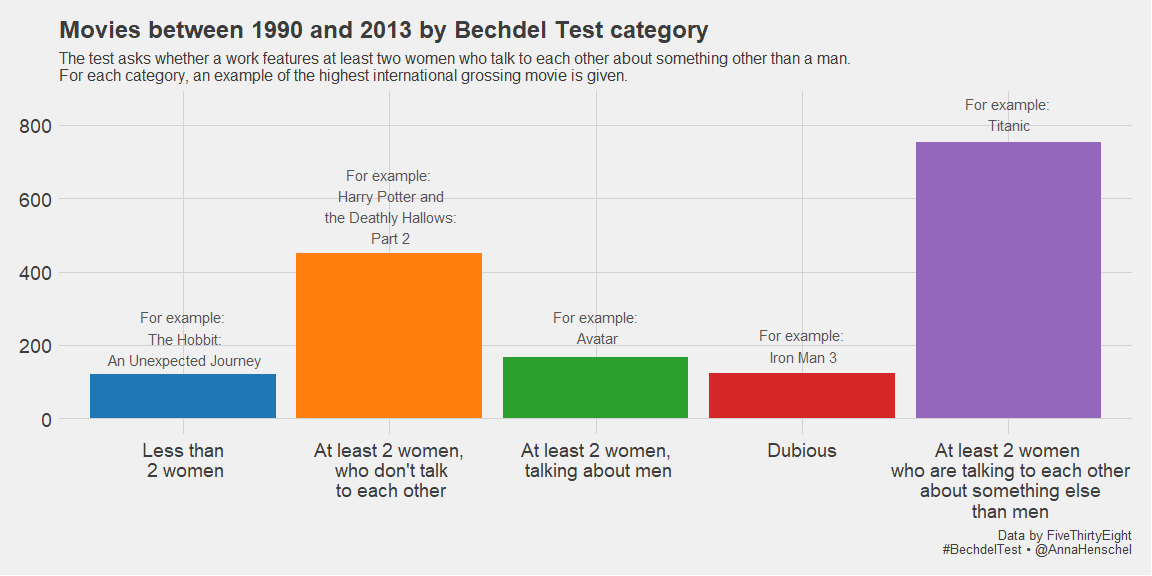 Movies between 1990 and 2013 by Bechdel Test category
The test asks whether a work features at least two women who talk to each other about something other than a man.
For each category, an example of the highest international grossing movie is given.
800
600
400
200
0
For example:
The Hobbit:
An Unexpected Journey
For example:
Harry Potter and
the Deathly Hallows:
Part 2
For example:
Avatar
For example:
Iron Man 3
For example:
Titanic
Less than
2 women
At least 2 women,
who don't talk
to each other
At least 2 women,
talking about men
Dubious
At least 2 women
who are talking to each other
about something else
than men
Data by FiveThirtyEight
#BechdelTest • @AnnaHenschel